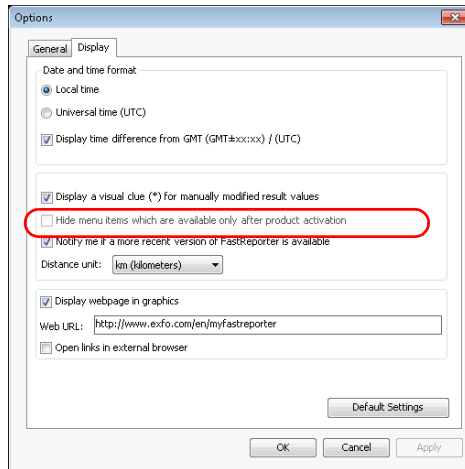 Options
General Display
Date and time format
Local time
Universal time (UTC)
Display time difference from GMT (GMT±xx:xx) / (UTC)
Display a visual clue (*) for manually modified result values
Hide menu items which are available only after product activation
Notify me if a more recent version of FastReporter is available
Distance unit: km (kilometers)
Display webpage in graphics
Web URL: http://www.exfo.com/en/myfastreporter
Open links in external browser
Default Settings
OK Cancel Apply